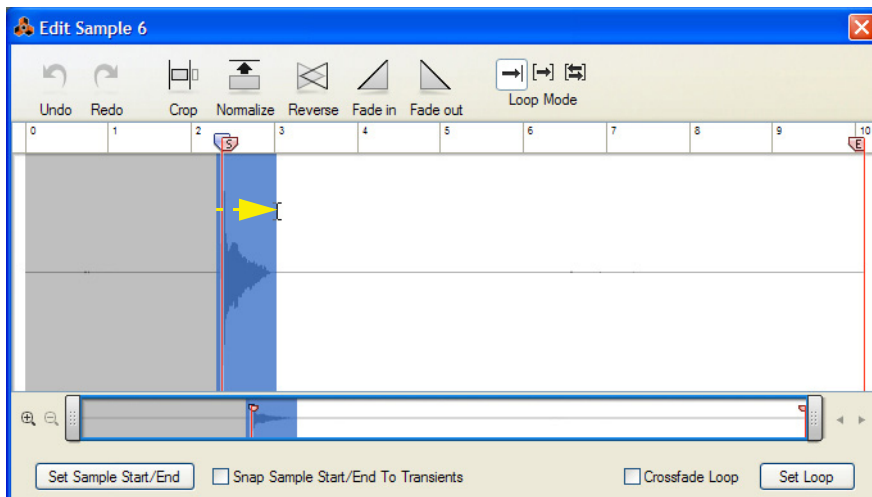 Edit Sample 6
Undo Redo Crop Normalize Reverse Fade in Fade out Loop Mode
0 1 2 3 4 5 6 7 8 9 10
S E
Set Sample Start/End Snap Sample Start/End To Transients Crossfade Loop Set Loop